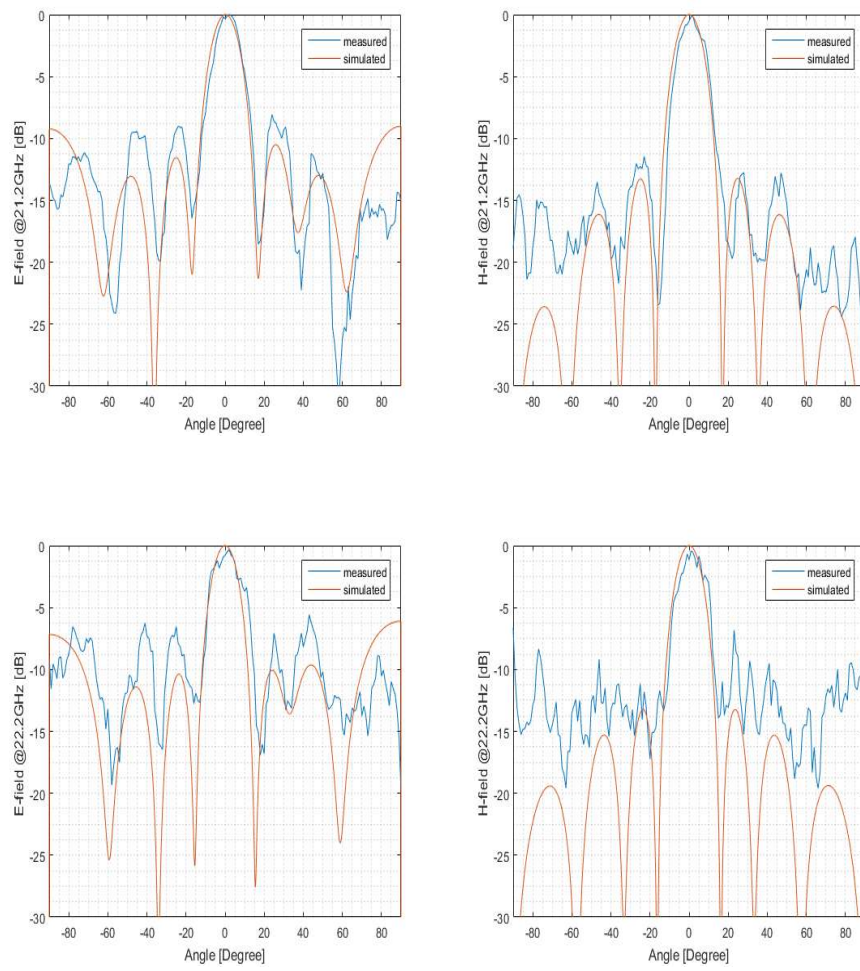 0
-5
-10
-15
-20
-25
-30
E-field @21.2GHz [dB]
measured
simulated
-80 -60 -40 -20 0 20 40 60 80
Angle [Degree]
0
-5
-10
-15
-20
-25
-30
H-field @21.2GHz [dB]
measured
simulated
-80 -60 -40 -20 0 20 40 60 80
Angle [Degree]
0
-5
-10
-15
-20
-25
-30
E-field @22.2GHz [dB]
measured
simulated
-80 -60 -40 -20 0 20 40 60 80
Angle [Degree]
0
-5
-10
-15
-20
-25
-30
H-field @22.2GHz [dB]
measured
simulated
-80 -60 -40 -20 0 20 40 60 80
Angle [Degree]